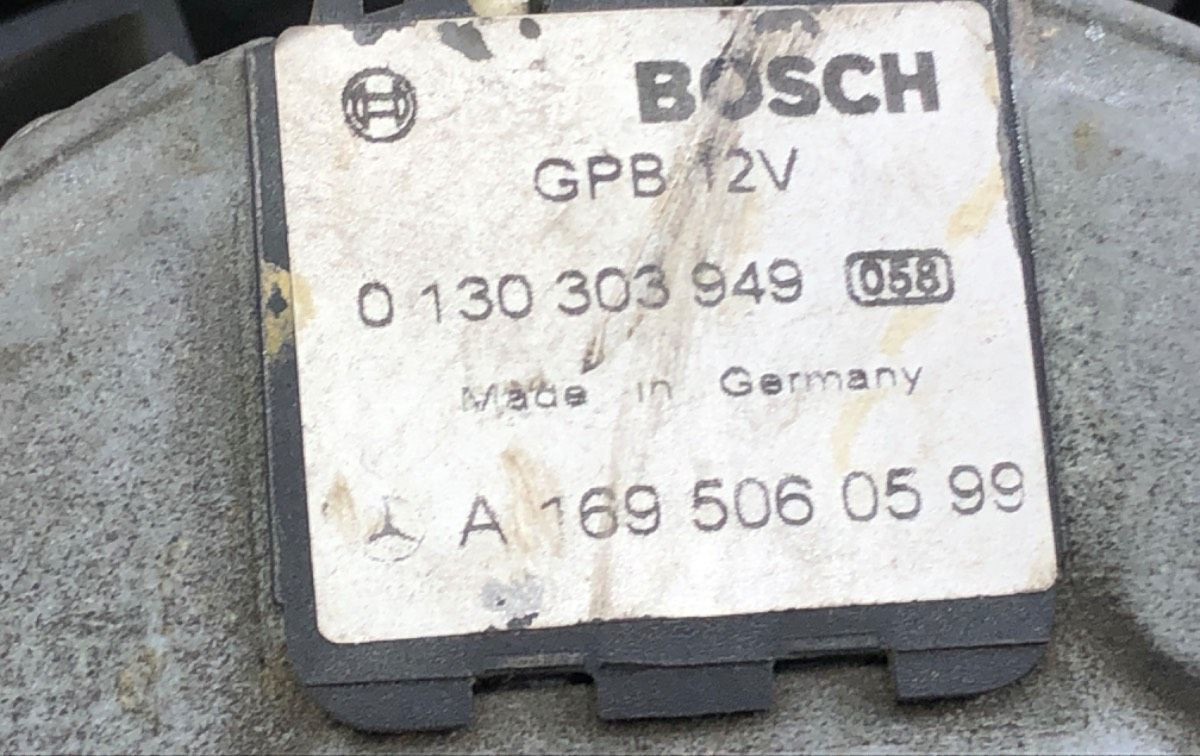 BOSCH
GPB 12V
0 130 303 949 058
Made in Germany
A 169 506 05 99